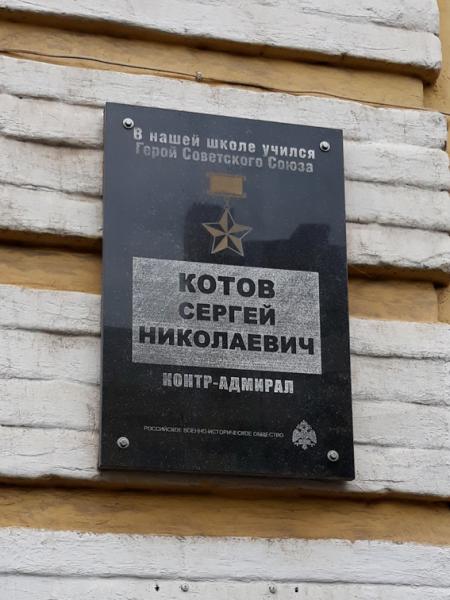 В нашей школе учился
Герой Советского Союза
КОТОВ
СЕРГЕЙ
НИКОЛАЕВИЧ
КОНТР-АДМИРАЛ
РОССИЙСКОЕ ВОЕННО-ИСТОРИЧЕСКОЕ ОБЩЕСТВО